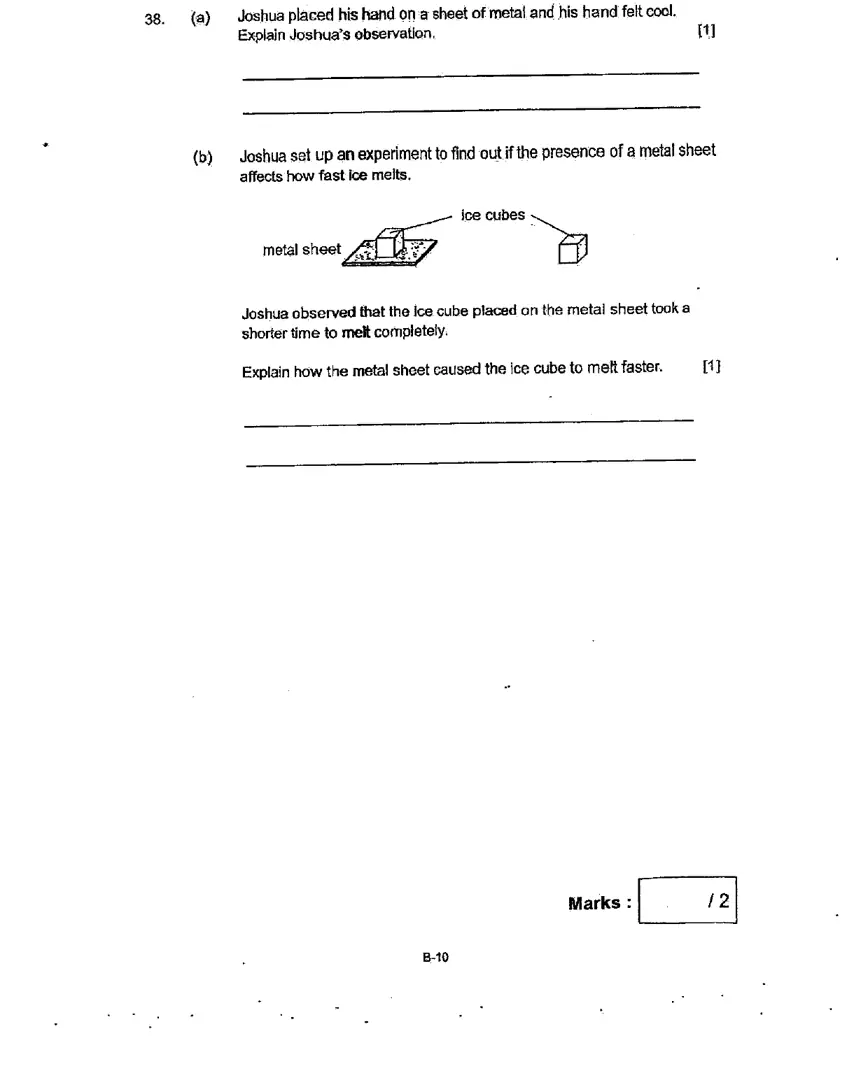 38. (a) Joshua placed his hand on a sheet of metal and his hand felt cool.
Explain Joshua's observation. [1]
(b) Joshua set up an experiment to find out if the presence of a metal sheet
affects how fast ice melts.
ice cubes
metal sheet
Joshua observed that the ice cube placed on the metal sheet took a
shorter time to melt completely.
Explain how the metal sheet caused the ice cube to melt faster. [1]
Marks : / 2
B-10